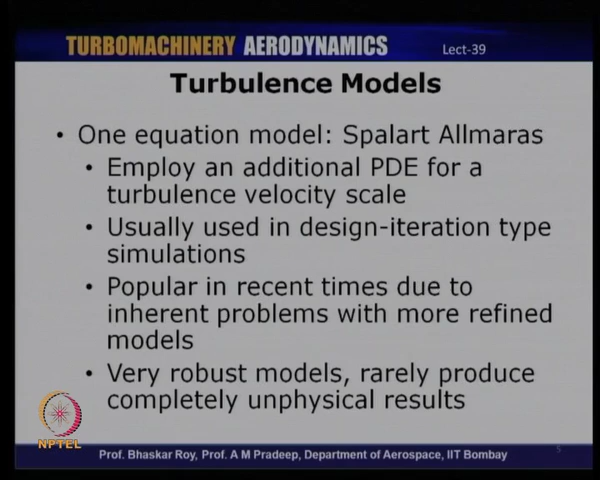 TURBOMACHINERY AERODYNAMICS Lect-39
Turbulence Models
• One equation model: Spalart Allmaras
• Employ an additional PDE for a
turbulence velocity scale
• Usually used in design-iteration type
simulations
• Popular in recent times due to
inherent problems with more refined
models
• Very robust models, rarely produce
completely unphysical results
NPTEL
Prof. Bhaskar Roy, Prof. A M Pradeep, Department of Aerospace, IIT Bombay
5